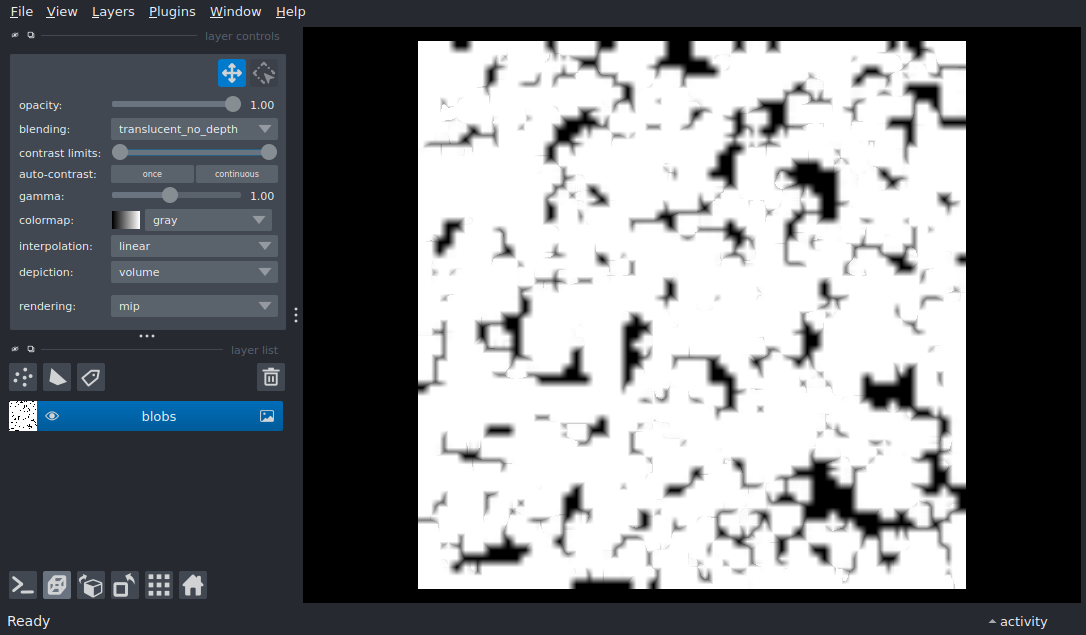 File View Layers Plugins Window Help
layer controls
opacity: 1.00
blending: translucent_no_depth
contrast limits:
auto-contrast: once continuous
gamma: 1.00
colormap: gray
interpolation: linear
depiction: volume
rendering: mip
layer list
blobs
Ready activity